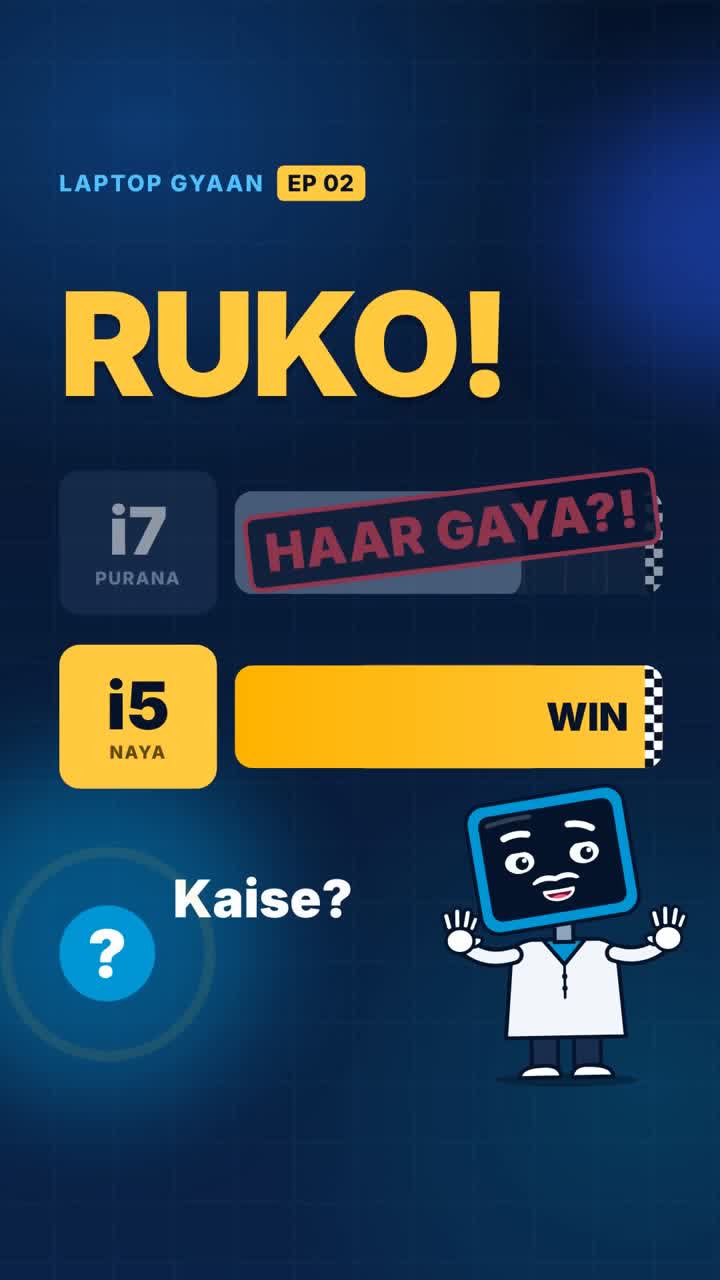 LAPTOP GYAAN EP 02
RUKO!
i7
PURANA
HAAR GAYA?!
i5
NAYA
WIN
Kaise?
?